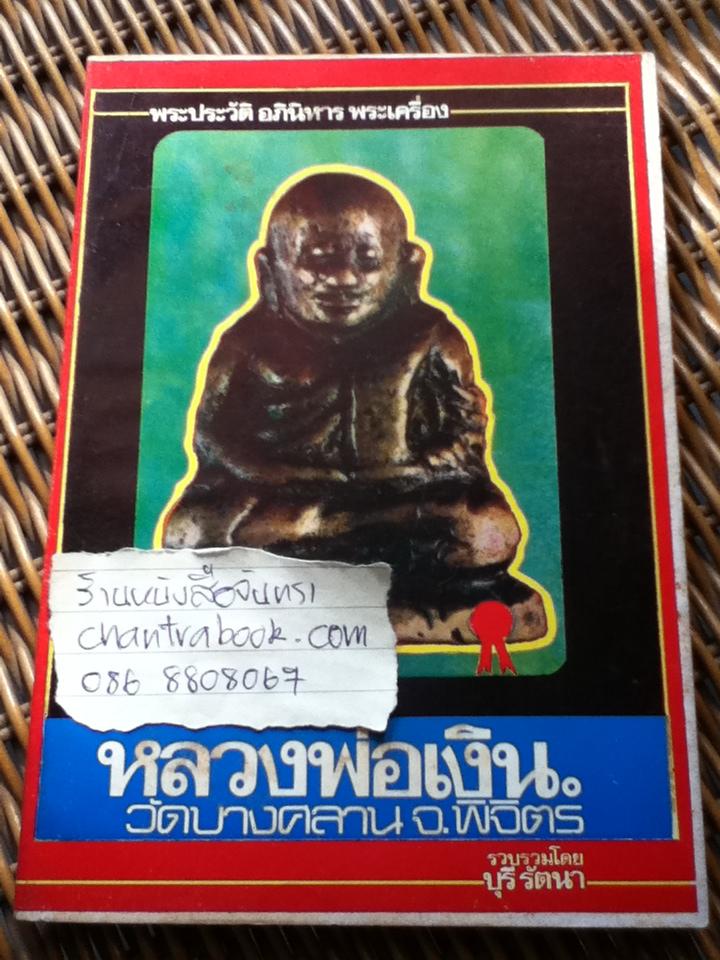 พระประวัติ อภินิหาร พระเครื่อง
ร้านหนังสือจันทรา
chantrabook.com
086 8808067
หลวงพ่อเงิน.
วัดบางคลาน จ.พิจิตร
รวบรวมโดย
บุรี รัตนา